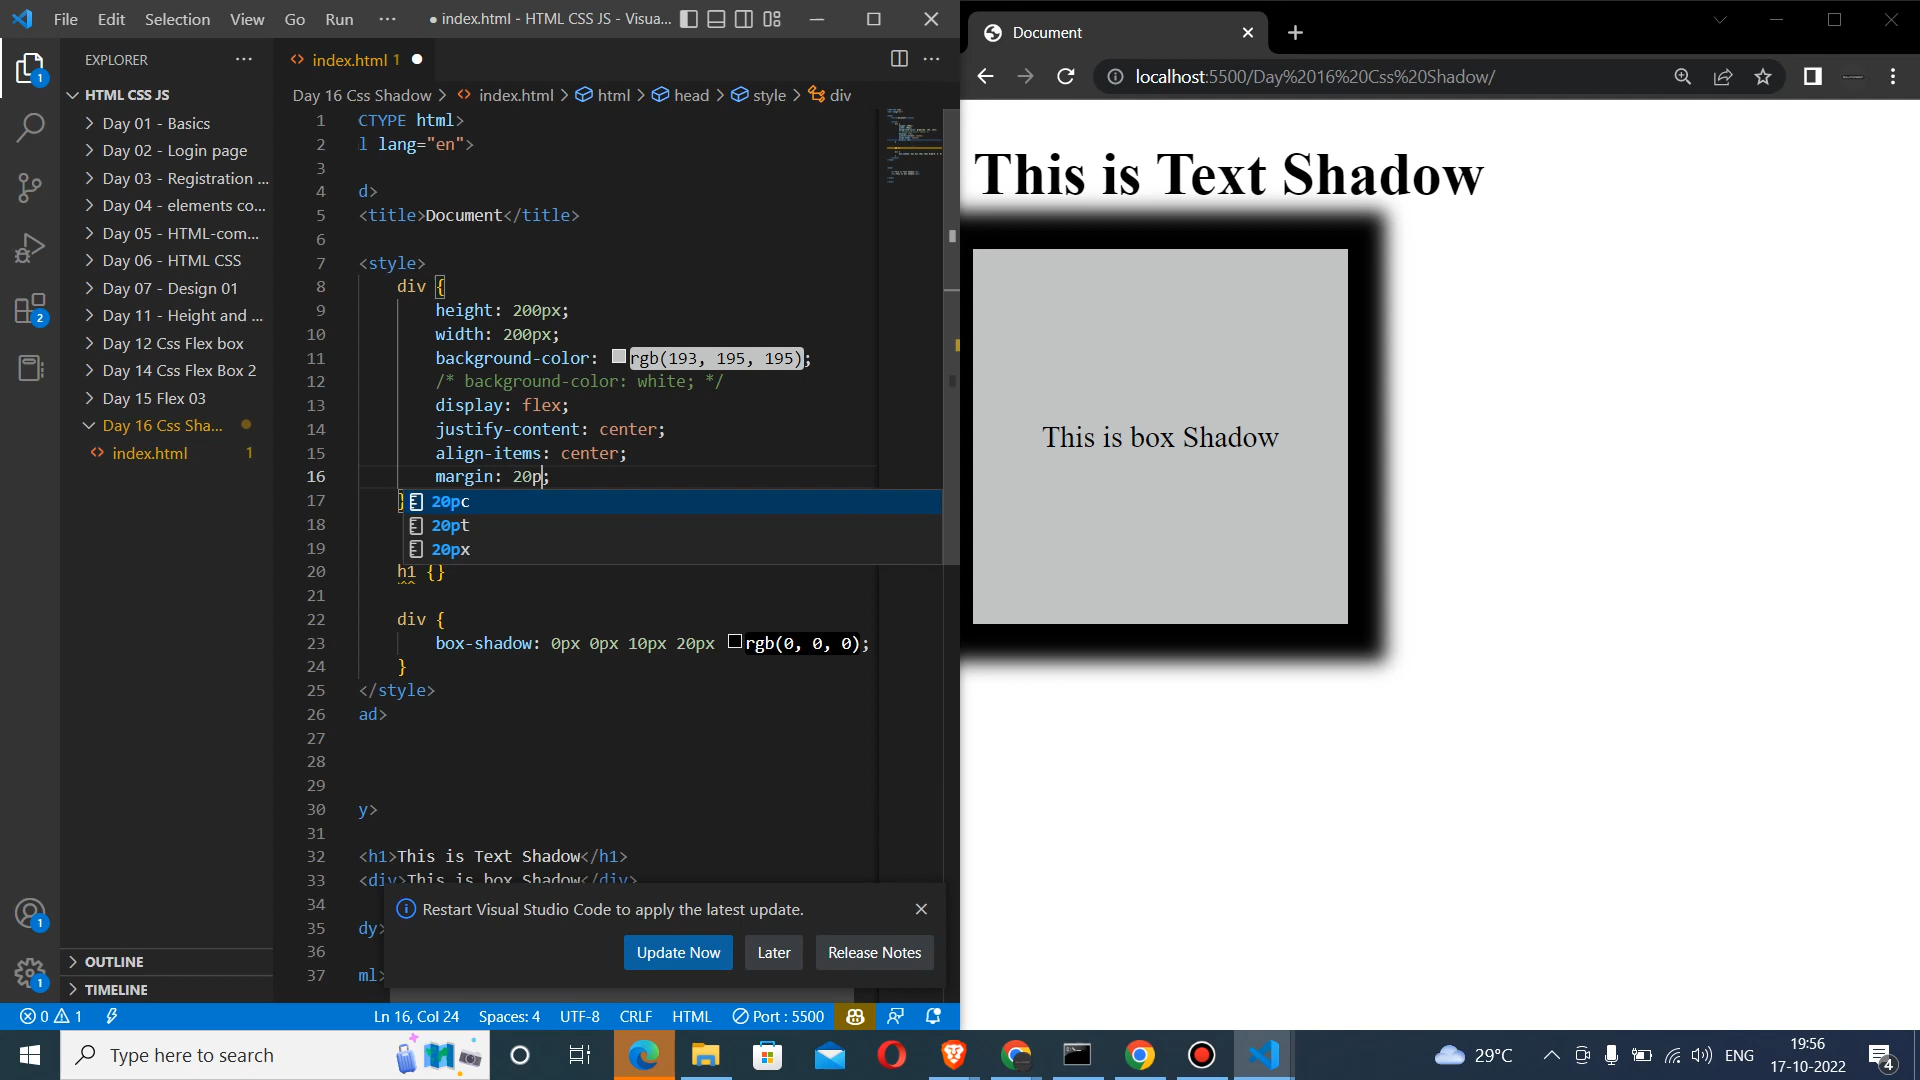 File Edit Selection View Go Run ··· ● index.html - HTML CSS JS - Visua...
EXPLORER ···
HTML CSS JS
Day 01 - Basics
Day 02 - Login page
Day 03 - Registration ...
Day 04 - elements co...
Day 05 - HTML-com...
Day 06 - HTML CSS
Day 07 - Design 01
Day 11 - Height and ...
Day 12 Css Flex box
Day 14 Css Flex Box 2
Day 15 Flex 03
Day 16 Css Sha...
index.html 1
OUTLINE
TIMELINE
1
2
1
1
index.html 1
Day 16 Css Shadow > index.html > html > head > style > div
1 CTYPE html>
2 l lang="en">
3
4 d>
5 <title>Document</title>
6
7 <style>
8 div {
9 height: 200px;
10 width: 200px;
11 background-color: rgb(193, 195, 195);
12 /* background-color: white; */
13 display: flex;
14 justify-content: center;
15 align-items: center;
16 margin: 20p;
17 }
20pc
18
20pt
19
20px
20 h1 {}
21
22 div {
23 box-shadow: 0px 0px 10px 20px rgb(0, 0, 0);
24 }
25 </style>
26 ad>
27
28
29
30 y>
31
32 <h1>This is Text Shadow</h1>
33 <div>This is box Shadow</div>
34
35 dy>
36
37 ml>
Restart Visual Studio Code to apply the latest update.
Update Now Later Release Notes
0 1 Ln 16, Col 24 Spaces: 4 UTF-8 CRLF HTML Port : 5500
Document
localhost:5500/Day%2016%20Css%20Shadow/
This is Text Shadow
This is box Shadow
Type here to search
29°C ENG
19:56
17-10-2022
4